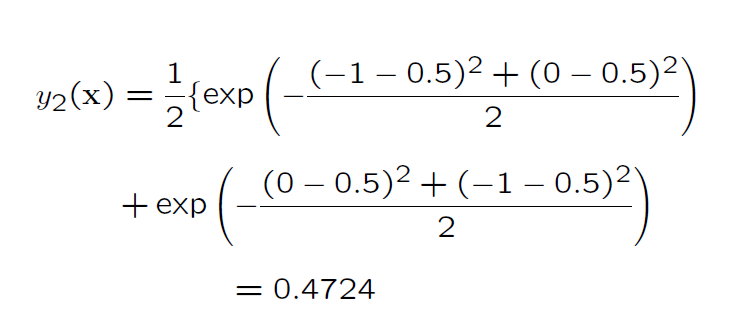 y₂(x) = 1/2 {exp (− ((−1 − 0.5)² + (0 − 0.5)²)/2)
+ exp (− ((0 − 0.5)² + (−1 − 0.5)²)/2)
= 0.4724